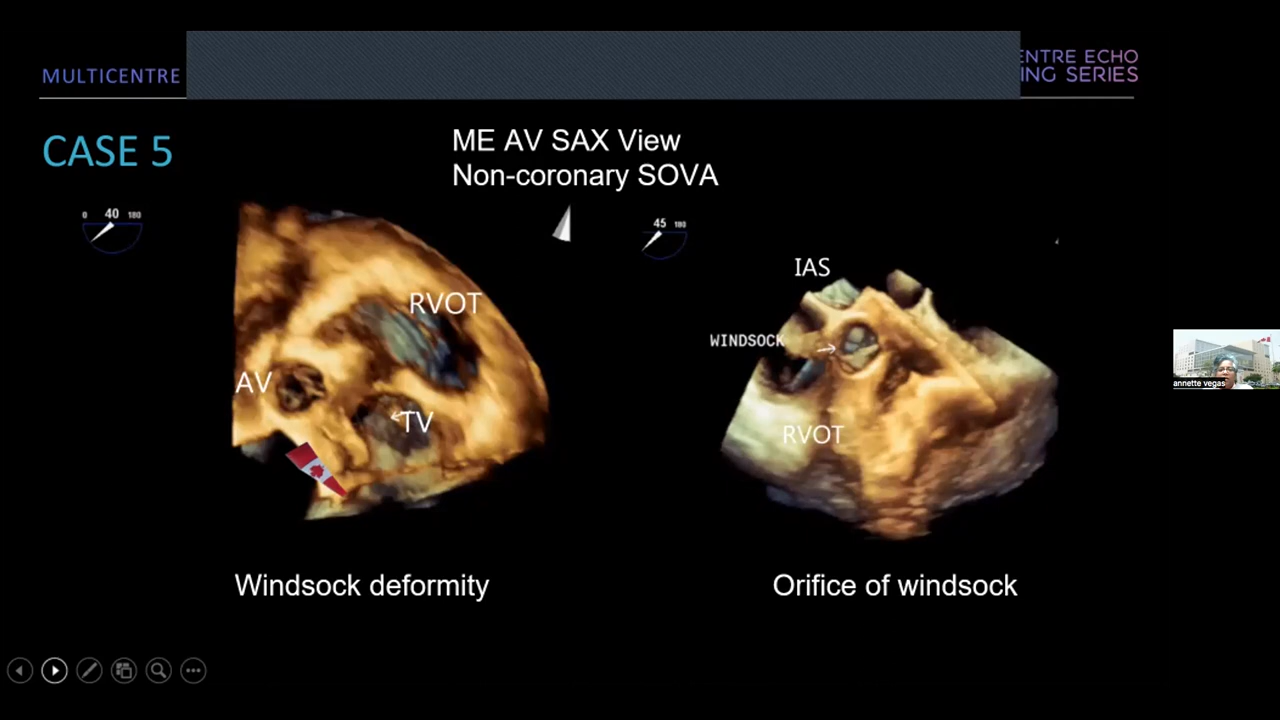 MULTICENTRE
NTRE ECHO
ING SERIES
CASE 5
ME AV SAX View
Non-coronary SOVA
0 40 180
45 180
IAS
RVOT
WINDSOCK
AV
TV
RVOT
annette vegas
Windsock deformity
Orifice of windsock